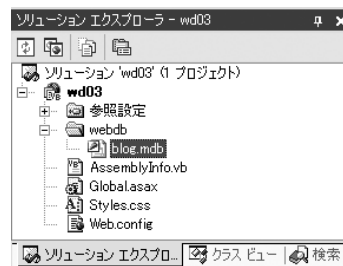 ソリューション エクスプローラ - wd03
ソリューション 'wd03' (1 プロジェクト)
wd03
参照設定
webdb
blog.mdb
AssemblyInfo.vb
Global.asax
Styles.css
Web.config
ソリューション エクスプロ... クラス ビュー 検索